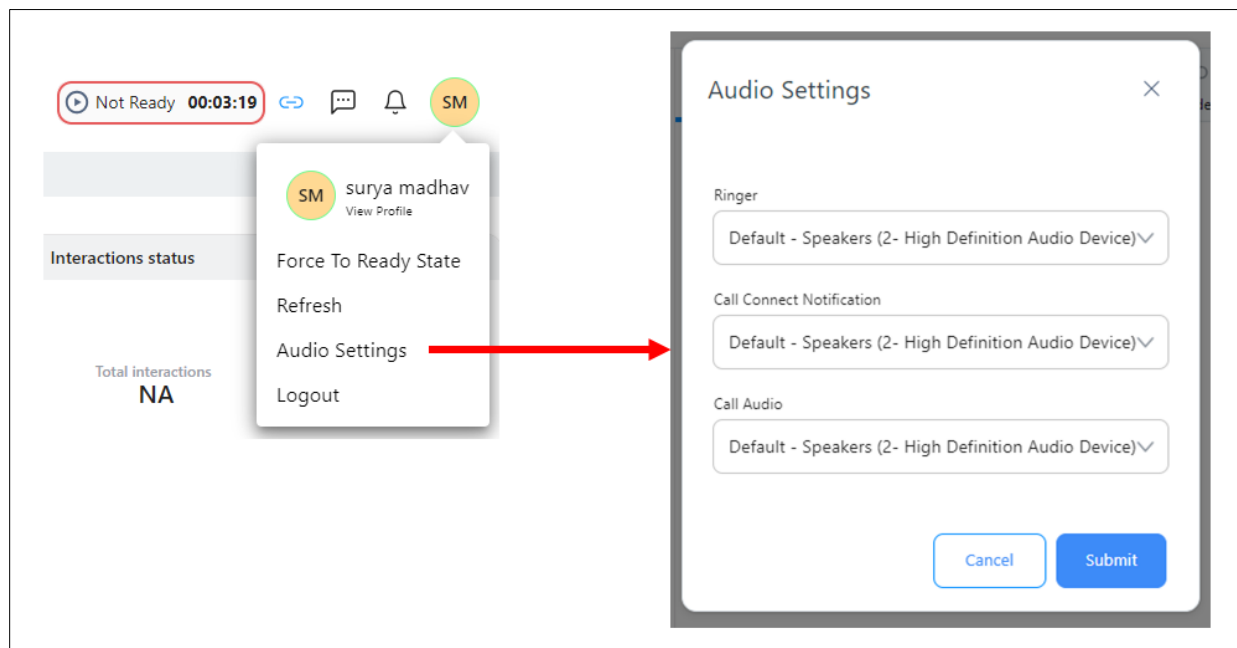 Not Ready 00:03:19
SM
SM
surya madhav
View Profile
Interactions status
Force To Ready State
Refresh
Audio Settings
Logout
Total interactions
NA
Audio Settings
Ringer
Default - Speakers (2- High Definition Audio Device)
Call Connect Notification
Default - Speakers (2- High Definition Audio Device)
Call Audio
Default - Speakers (2- High Definition Audio Device)
Cancel
Submit